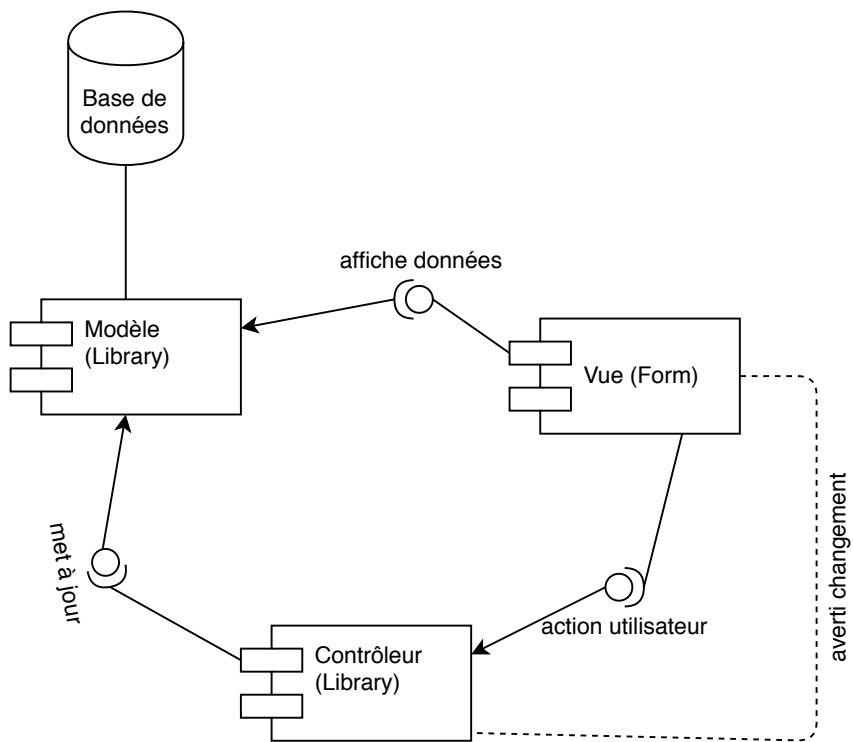 Base de
données
affiche données
Modèle
(Library)
Vue (Form)
averti changement
met à jour
action utilisateur
Contrôleur
(Library)